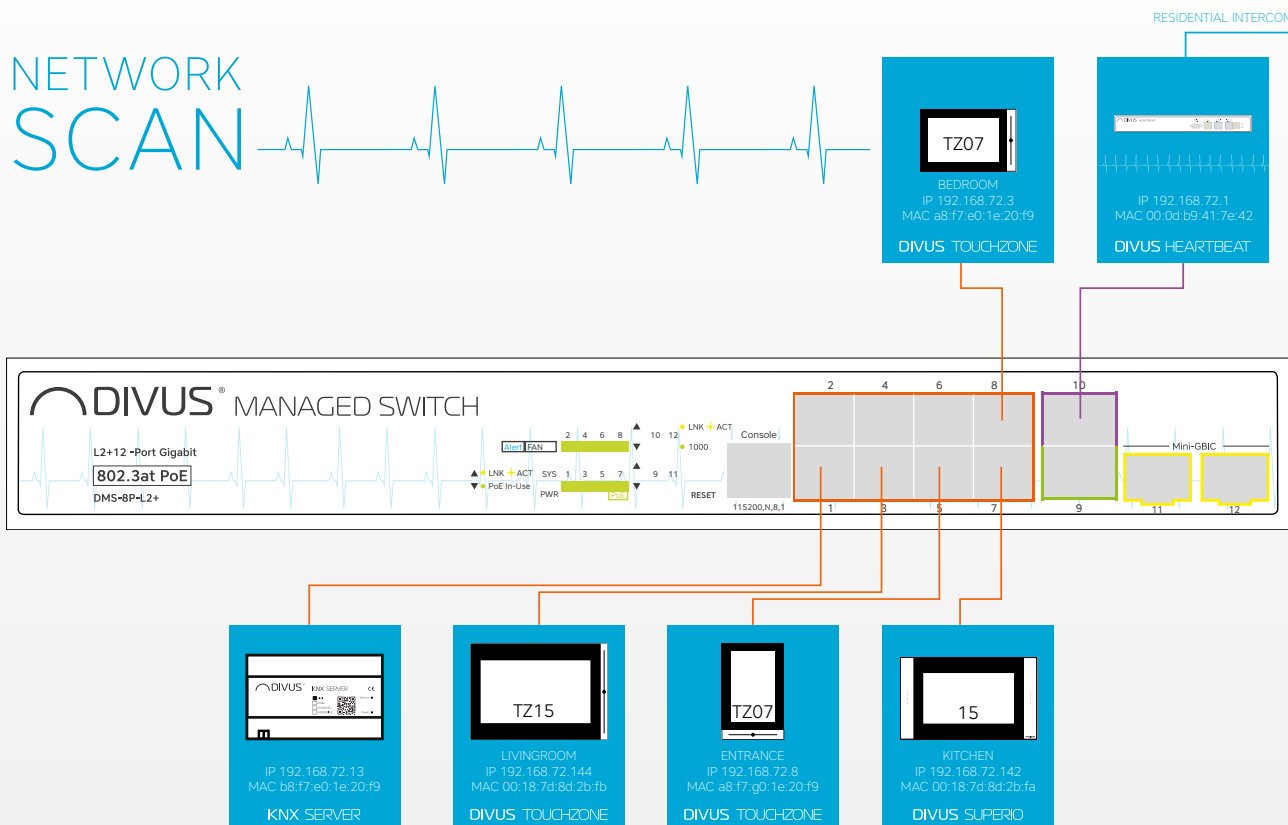 RESIDENTIAL INTERCOM
NETWORK
SCAN
TZ07
BEDROOM
IP 192.168.72.3
MAC a8:f7:e0:1e:20:f9
DIVUS TOUCHZONE
DIVUS HEARTBEAT
IP 192.168.72.1
MAC 00:0d:b9:41:7e:42
DIVUS HEARTBEAT
DIVUS® MANAGED SWITCH
L2+12 -Port Gigabit
802.3at PoE
DMS-8P-L2+
Alert FAN
2 4 6 8 10 12
LNK ACT
1000
LNK ACT
PoE In-Use
SYS 1 3 5 7 9 11
PWR
PoE
RESET
Console
115200,N,8,1
2 4 6 8 10
1 3 5 7 9
Mini-GBIC
11 12
DIVUS KNX SERVER CE
IP 192.168.72.13
MAC b8:f7:e0:1e:20:f9
KNX SERVER
TZ15
LIVINGROOM
IP 192.168.72.144
MAC 00:18:7d:8d:2b:fb
DIVUS TOUCHZONE
TZ07
ENTRANCE
IP 192.168.72.8
MAC a8:f7:g0:1e:20:f9
DIVUS TOUCHZONE
15
KITCHEN
IP 192.168.72.142
MAC 00:18:7d:8d:2b:fa
DIVUS SUPERIO